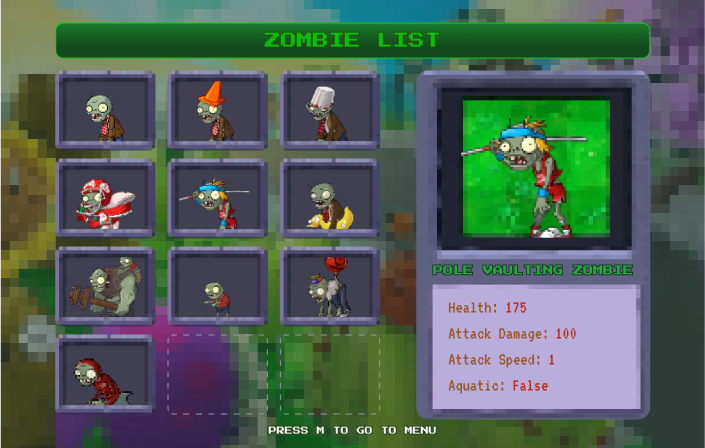 ZOMBIE LIST
POLE VAULTING ZOMBIE
Health: 175
Attack Damage: 100
Attack Speed: 1
Aquatic: False
PRESS M TO GO TO MENU